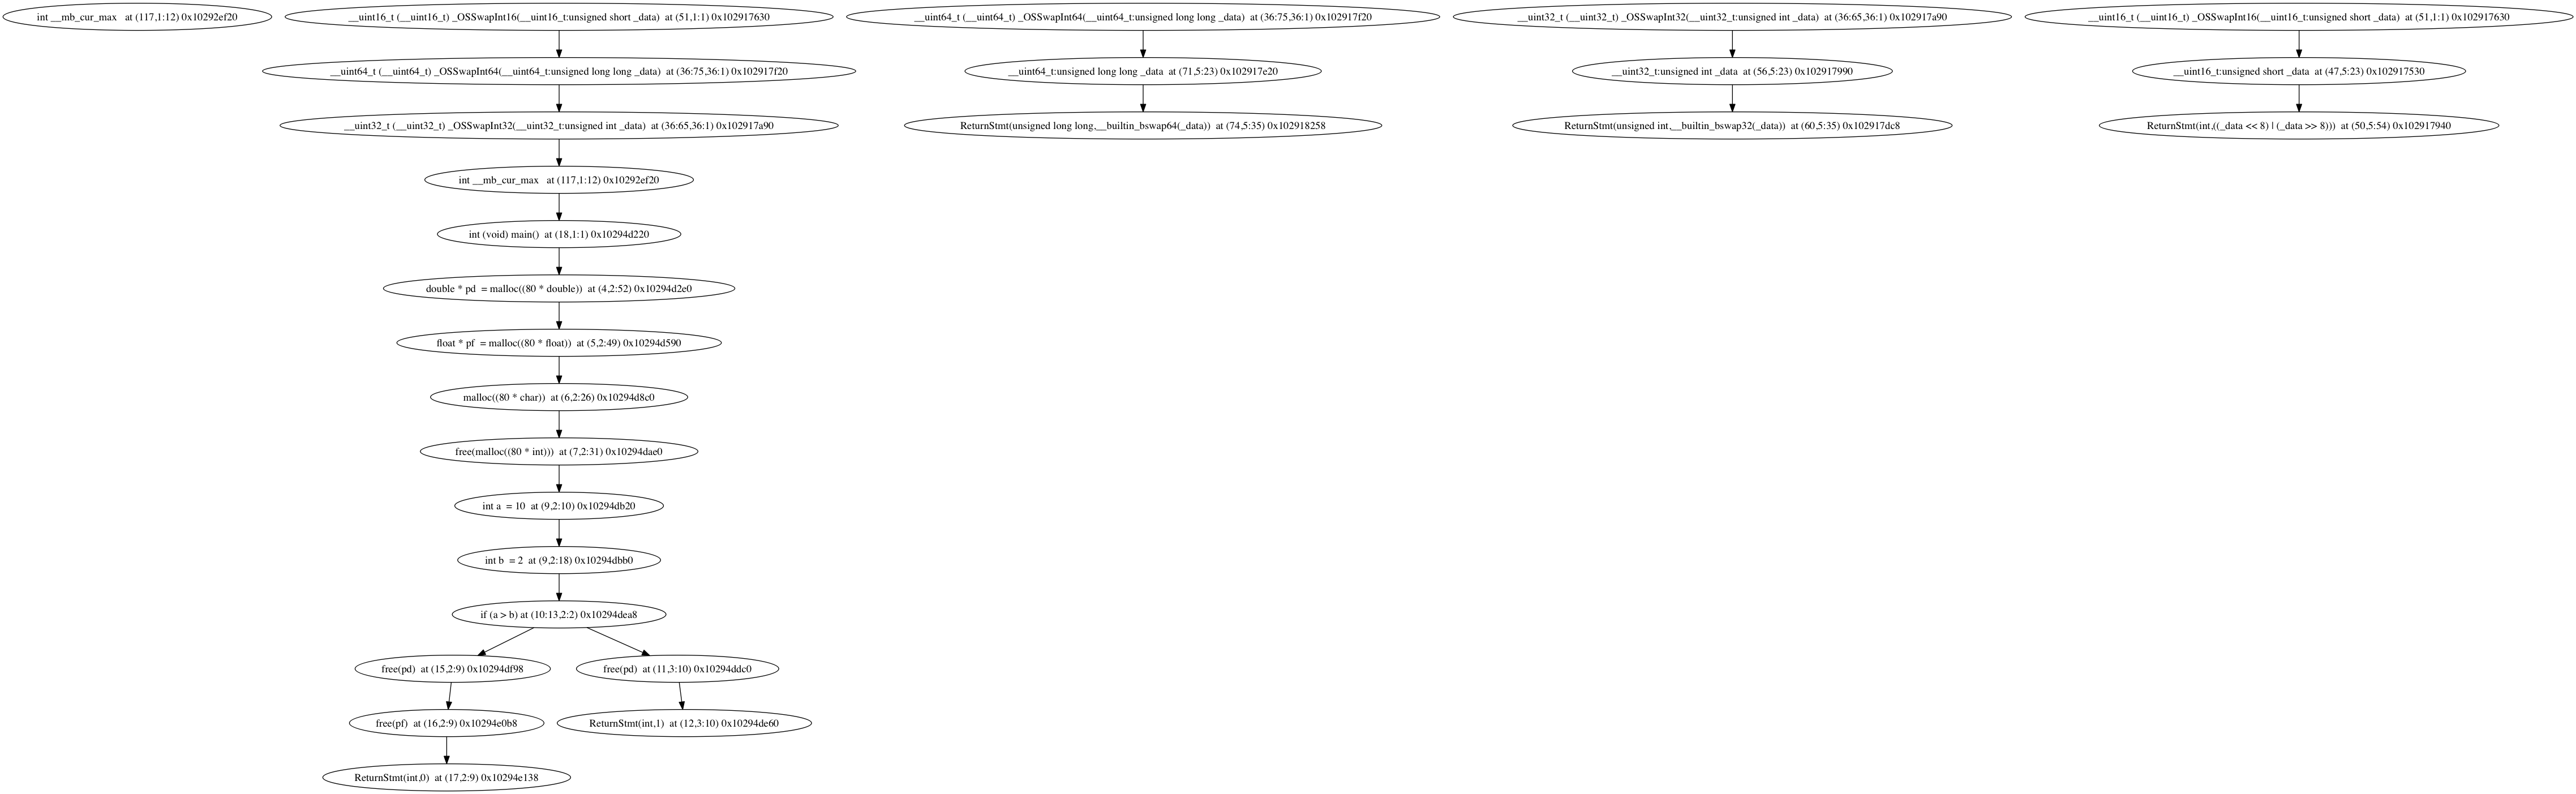 int __mb_cur_max   at (117,1:12) 0x10292ef20
__uint16_t (__uint16_t) _OSSwapInt16(__uint16_t:unsigned short _data)  at (51,1:1) 0x102917630
__uint64_t (__uint64_t) _OSSwapInt64(__uint64_t:unsigned long long _data)  at (36:75,36:1) 0x102917f20
__uint32_t (__uint32_t) _OSSwapInt32(__uint32_t:unsigned int _data)  at (36:65,36:1) 0x102917a90
__uint16_t (__uint16_t) _OSSwapInt16(__uint16_t:unsigned short _data)  at (51,1:1) 0x102917630
__uint64_t (__uint64_t) _OSSwapInt64(__uint64_t:unsigned long long _data)  at (36:75,36:1) 0x102917f20
__uint64_t:unsigned long long _data  at (71,5:23) 0x102917e20
__uint32_t:unsigned int _data  at (56,5:23) 0x102917990
__uint16_t:unsigned short _data  at (47,5:23) 0x102917530
__uint32_t (__uint32_t) _OSSwapInt32(__uint32_t:unsigned int _data)  at (36:65,36:1) 0x102917a90
ReturnStmt(unsigned long long,__builtin_bswap64(_data))  at (74,5:35) 0x102918258
ReturnStmt(unsigned int,__builtin_bswap32(_data))  at (60,5:35) 0x102917dc8
ReturnStmt(int,((_data << 8) | (_data >> 8)))  at (50,5:54) 0x102917940
int __mb_cur_max   at (117,1:12) 0x10292ef20
int (void) main()  at (18,1:1) 0x10294d220
double * pd  = malloc((80 * double))  at (4,2:52) 0x10294d2e0
float * pf  = malloc((80 * float))  at (5,2:49) 0x10294d590
malloc((80 * char))  at (6,2:26) 0x10294d8c0
free(malloc((80 * int)))  at (7,2:31) 0x10294dae0
int a  = 10  at (9,2:10) 0x10294db20
int b  = 2  at (9,2:18) 0x10294dbb0
if (a > b) at (10:13,2:2) 0x10294dea8
free(pd)  at (15,2:9) 0x10294df98
free(pd)  at (11,3:10) 0x10294ddc0
free(pf)  at (16,2:9) 0x10294e0b8
ReturnStmt(int,1)  at (12,3:10) 0x10294de60
ReturnStmt(int,0)  at (17,2:9) 0x10294e138